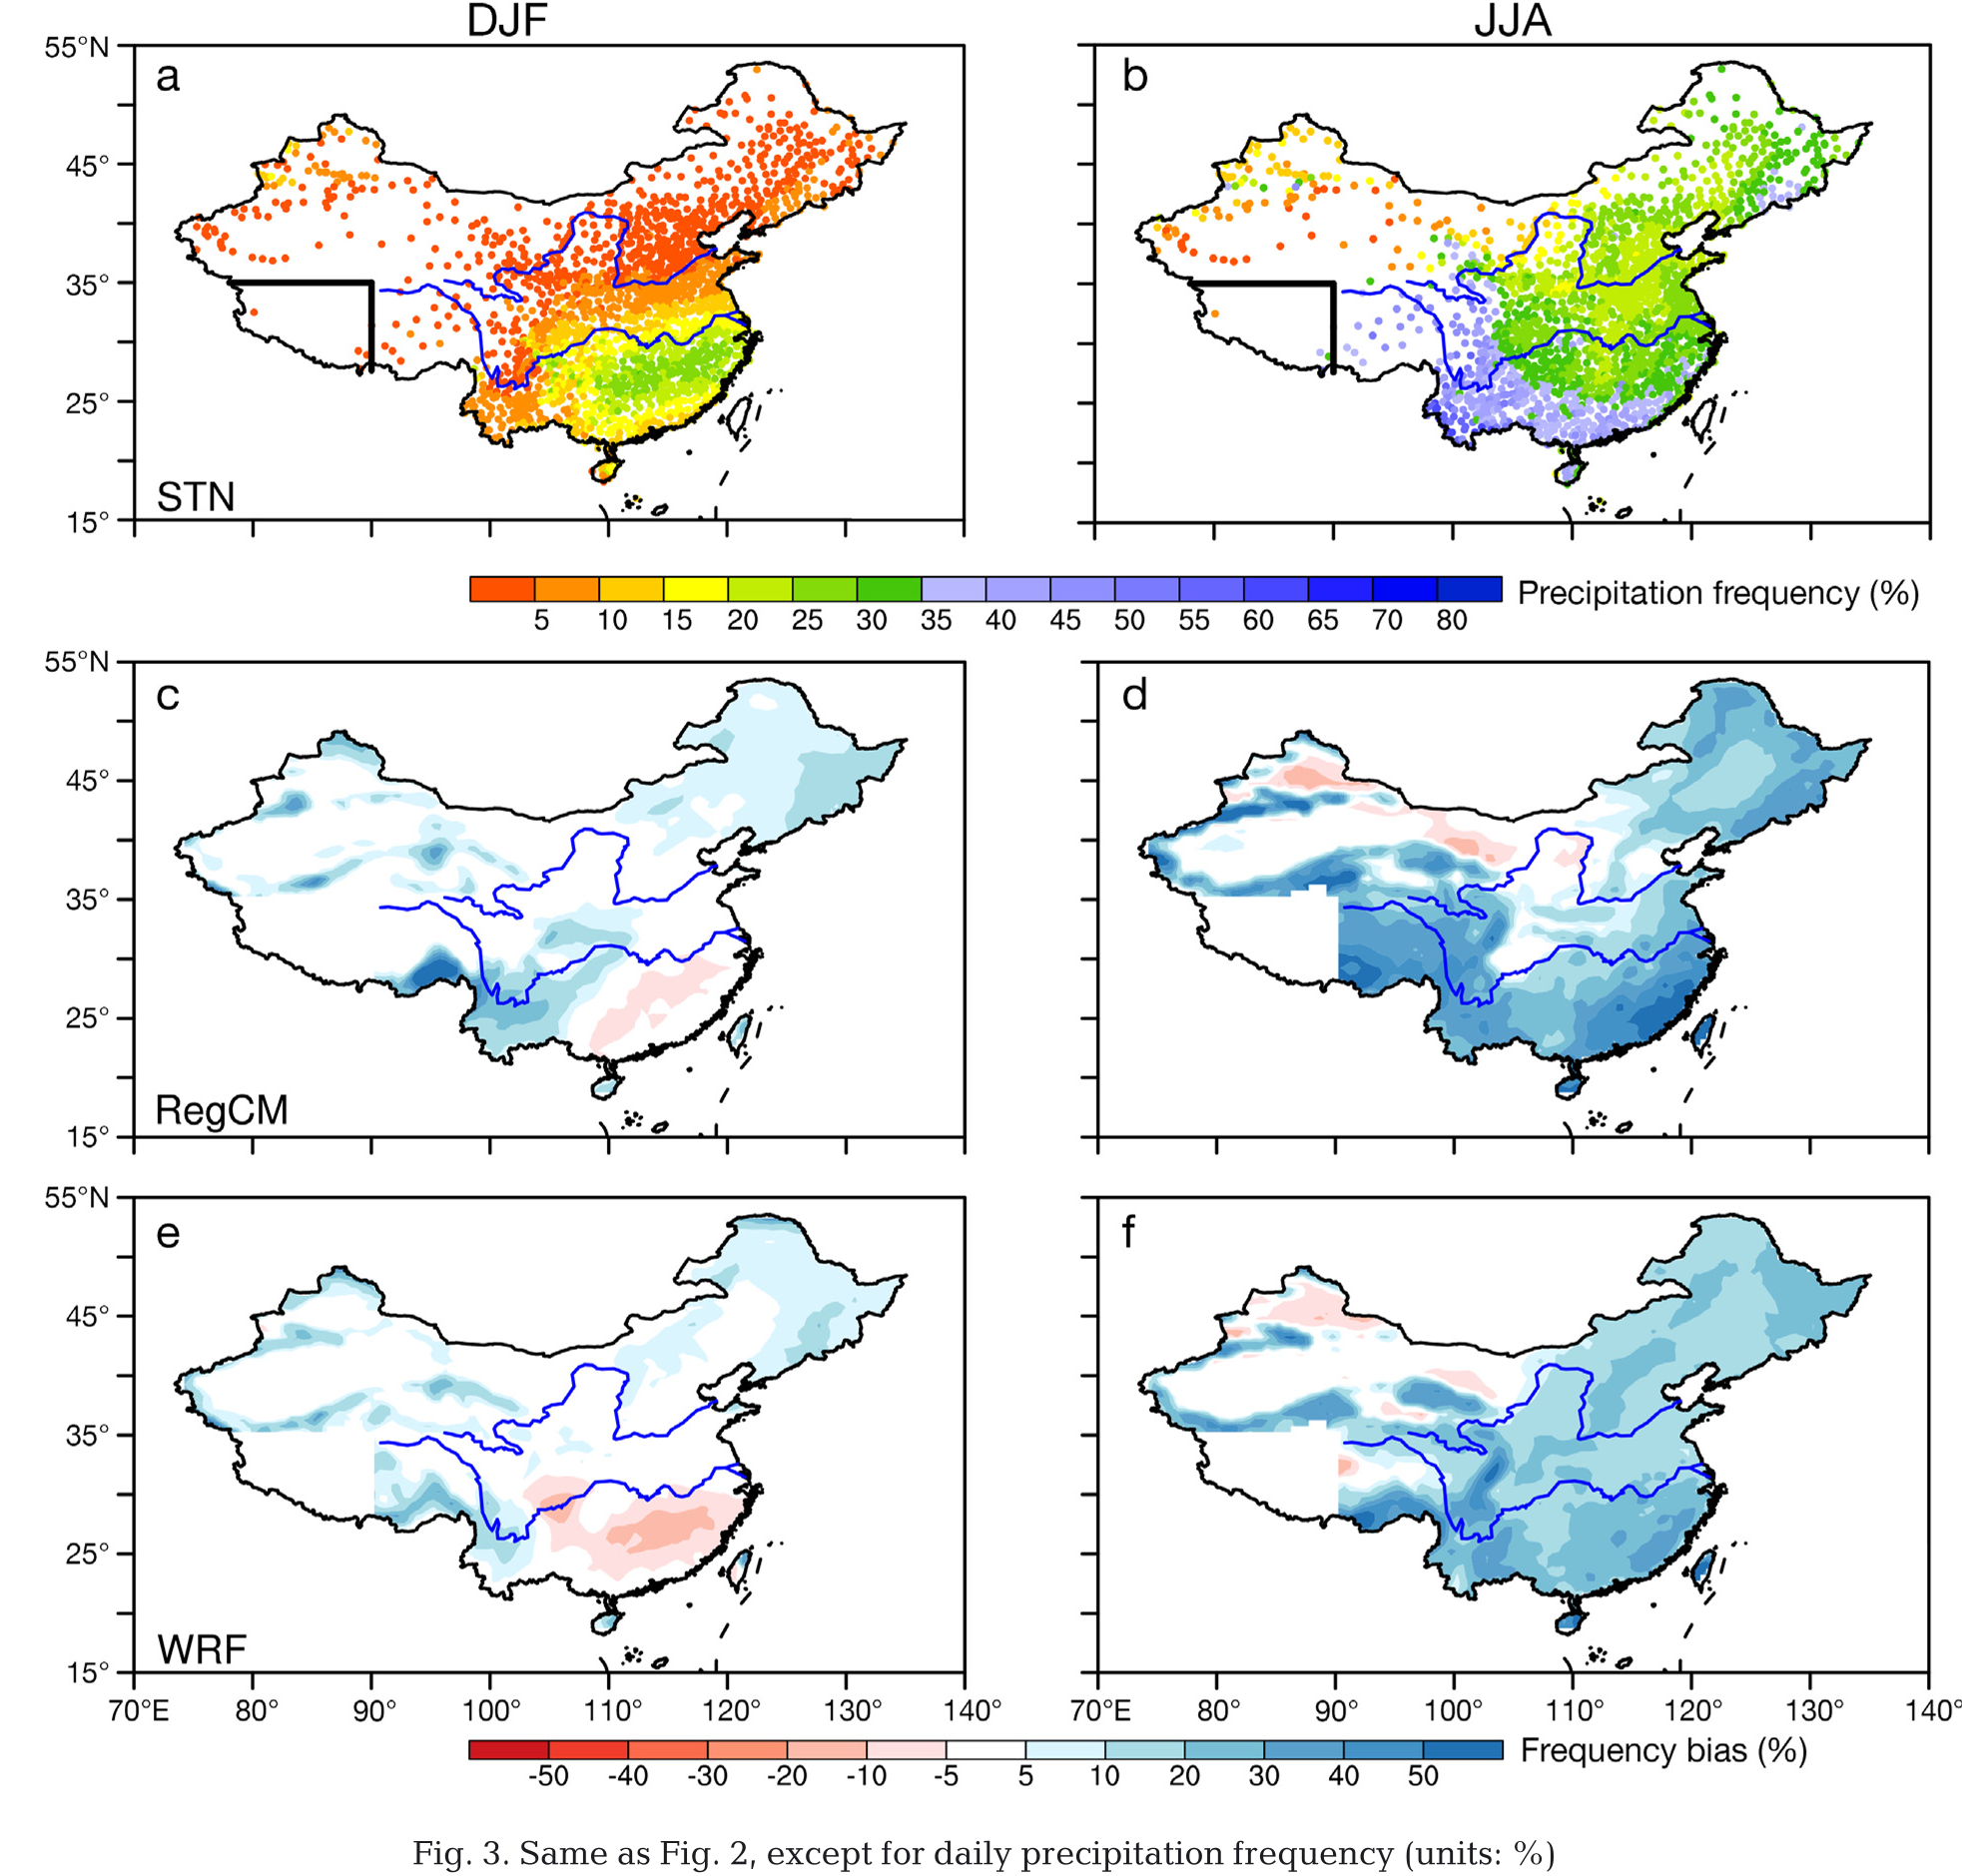 DJF JJA
55°N
a b
45°
35°
25°
STN
15°
5 10 15 20 25 30 35 40 45 50 55 60 65 70 80 Precipitation frequency (%)
55°N
c d
45°
35°
25°
RegCM
15°
55°N
e f
45°
35°
25°
WRF
15°
70°E 80° 90° 100° 110° 120° 130° 140° 70°E 80° 90° 100° 110° 120° 130° 140°
-50 -40 -30 -20 -10 -5 5 10 20 30 40 50 Frequency bias (%)
Fig. 3. Same as Fig. 2, except for daily precipitation frequency (units: %)